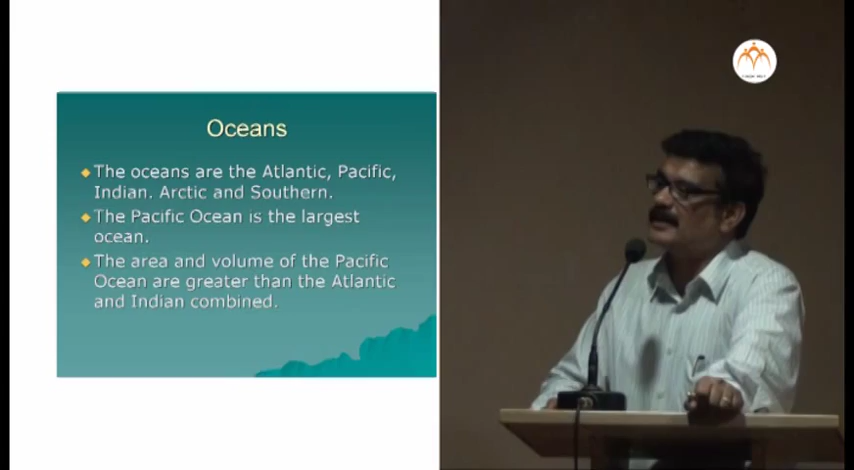 Oceans
The oceans are the Atlantic, Pacific,
Indian. Arctic and Southern.
The Pacific Ocean is the largest
ocean.
The area and volume of the Pacific
Ocean are greater than the Atlantic
and Indian combined.